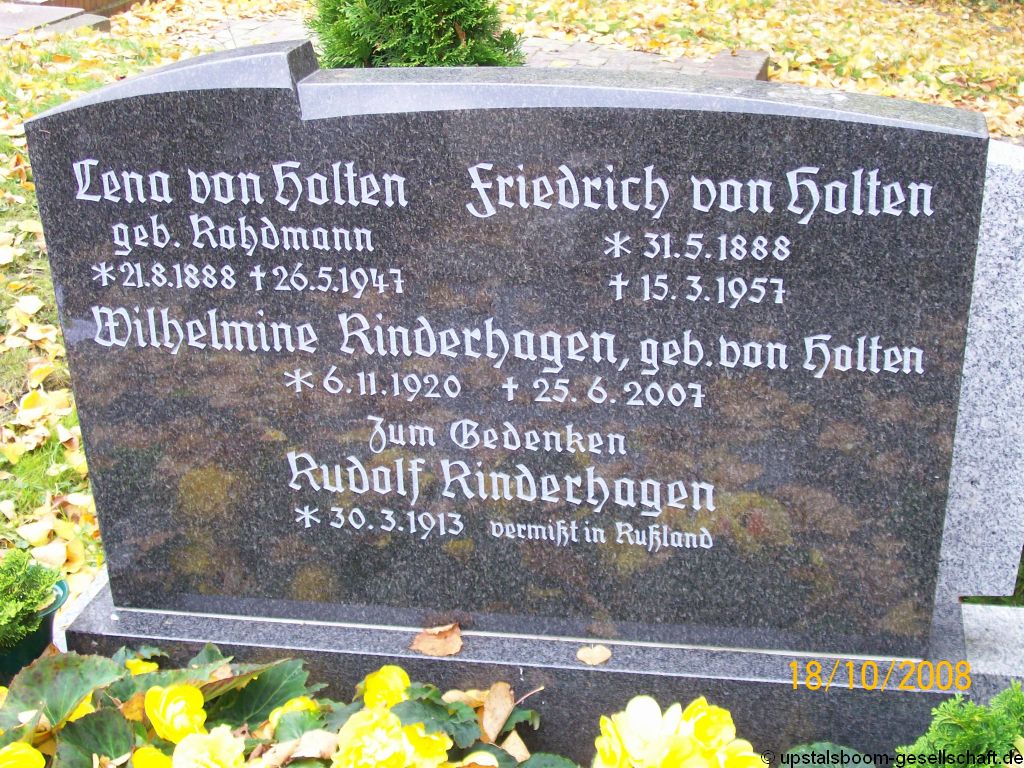 Lena von Holten
geb. Rohdmann
* 21.8.1888 † 26.5.1947
Friedrich von Holten
* 31.5.1888
† 15.3.1957
Wilhelmine Rinderhagen, geb. von Holten
* 6.11.1920 † 25.6.2007
Zum Gedenken
Rudolf Rinderhagen
* 30.3.1913 vermißt in Rußland
18/10/2008
© upstalsboom-gesellschaft.de